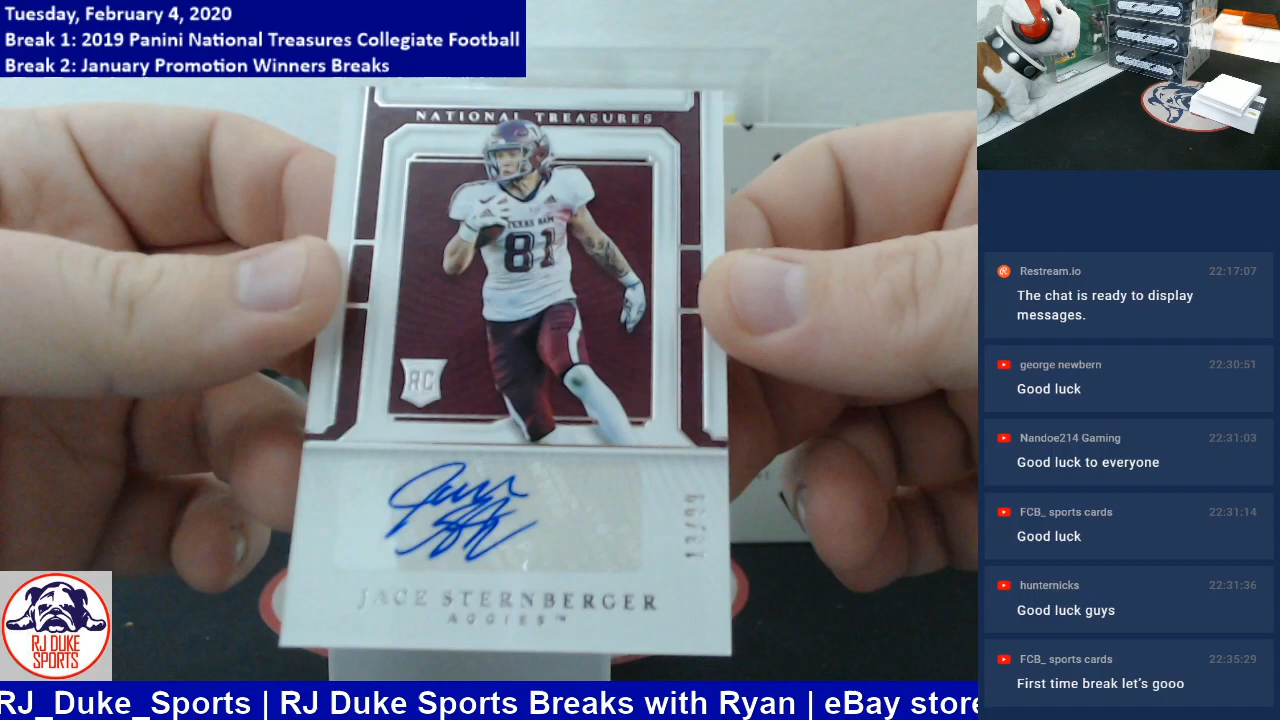 Tuesday, February 4, 2020
Break 1: 2019 Panini National Treasures Collegiate Football
Break 2: January Promotion Winners Breaks
NATIONAL TREASURES
TEXAS A&M
81
RC
13/99
JACE STERNBERGER
AGGIES™
RJ DUKE
SPORTS
RJ_Duke_Sports | RJ Duke Sports Breaks with Ryan | eBay store
Restream.io 22:17:07
The chat is ready to display
messages.
george newbern 22:30:51
Good luck
Nandoe214 Gaming 22:31:03
Good luck to everyone
FCB_ sports cards 22:31:14
Good luck
hunternicks 22:31:36
Good luck guys
FCB_ sports cards 22:35:29
First time break let's gooo